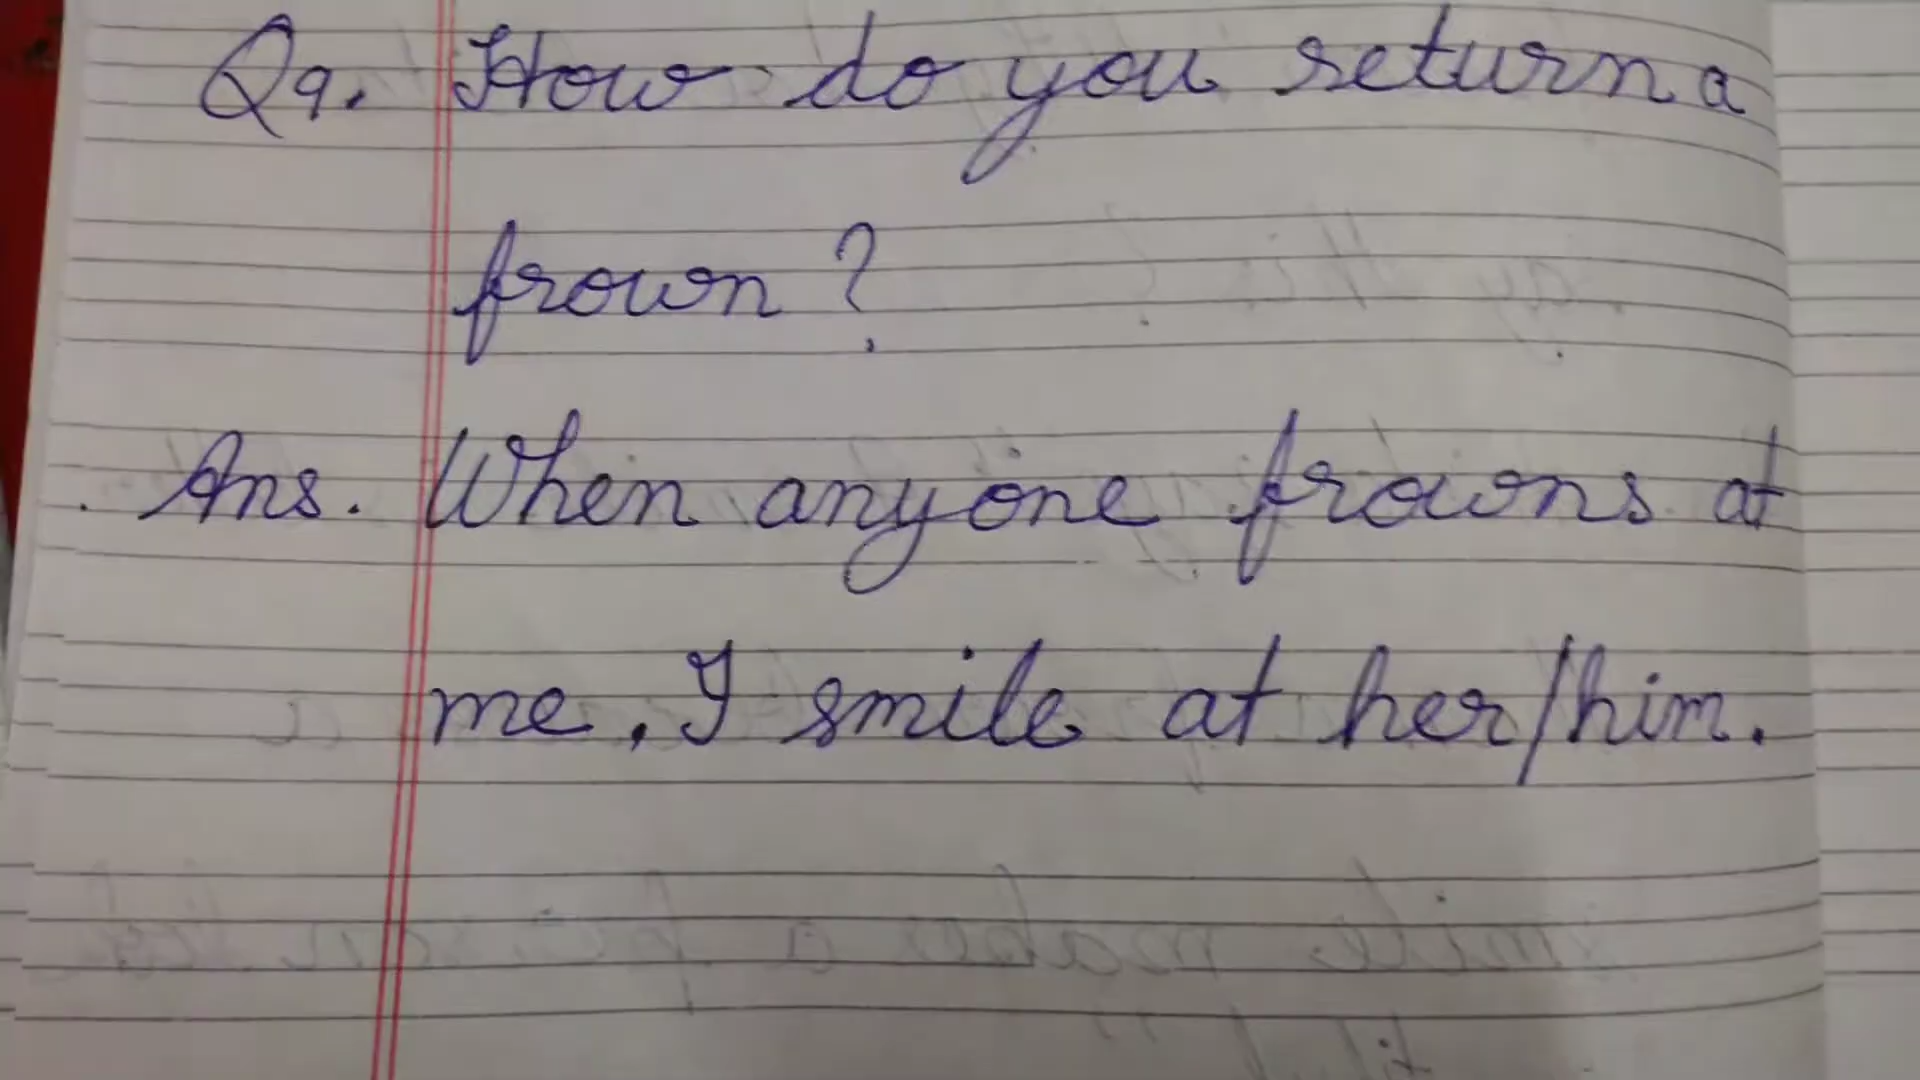 Q9. How do you return a
frown?
Ans. When anyone frowns at
me, I smile at her/him.